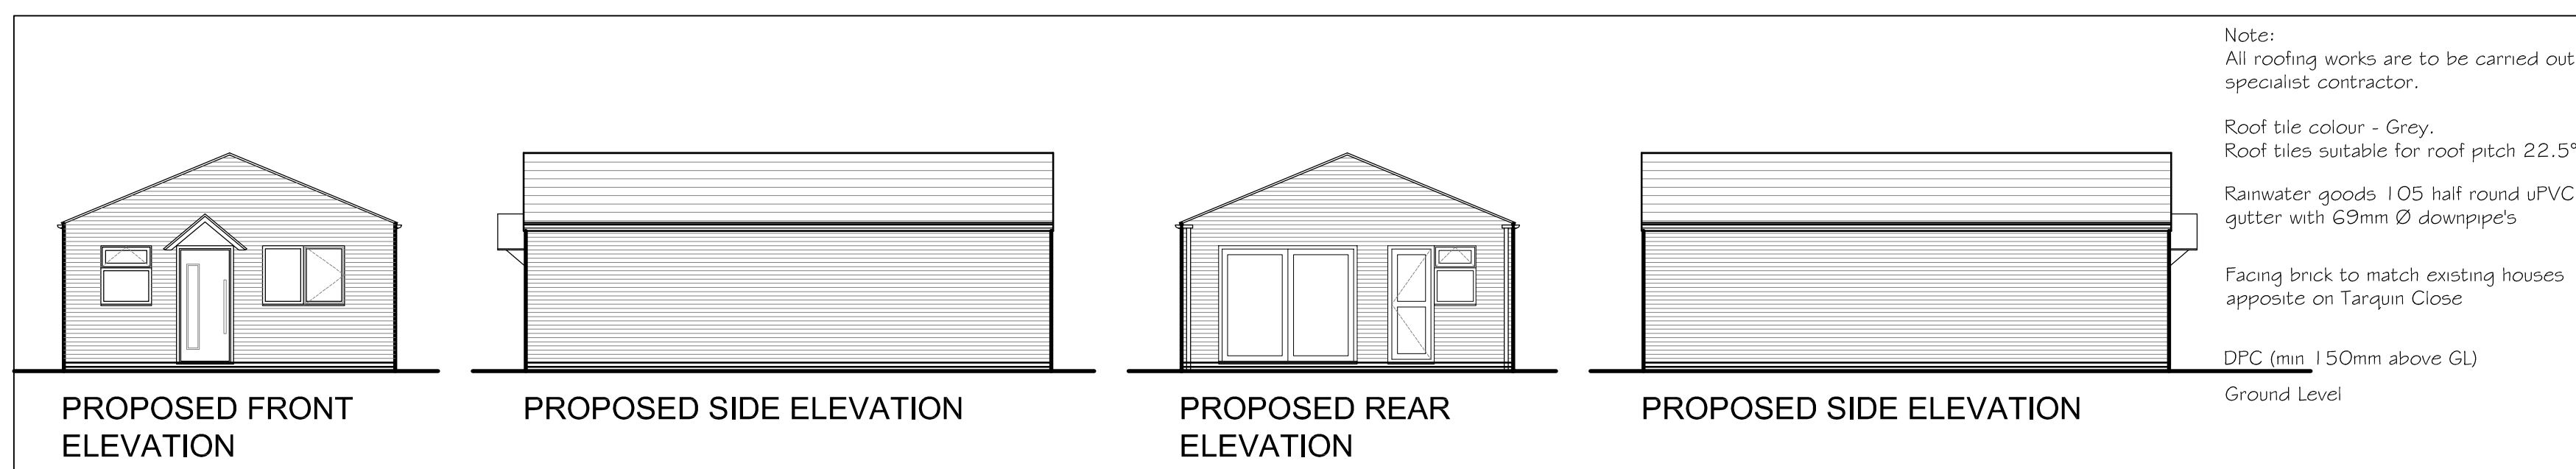 Note:
All roofing works are to be carried out
specialist contractor.
Roof tile colour - Grey.
Roof tiles suitable for roof pitch 22.5°
Rainwater goods 105 half round uPVC
gutter with 69mm Ø downpipe's
Facing brick to match existing houses
apposite on Tarquin Close
DPC (min 150mm above GL)
Ground Level
PROPOSED FRONT
ELEVATION
PROPOSED SIDE ELEVATION
PROPOSED REAR
ELEVATION
PROPOSED SIDE ELEVATION